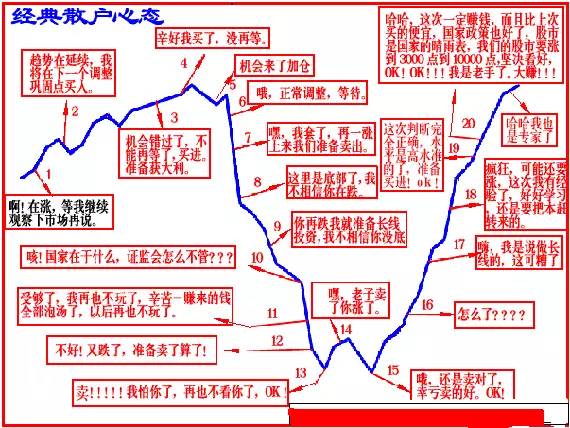 经典散户心态
趋势在延续，我
将在下一个调整
巩固点买人。
辛好我买了，没再等。
机会来了加仓
哦，正常调整，等待。
机会错过了，不
能再等了，买进。
准备获大利。
嘿，我套了，再一涨
上来我们准备卖出。
这里是底部了，我
不相信你在跌。
啊！在涨，等我继续
观察下市场再说。
你再跌我就准备长线
投资，我不相信你没底
咳！国家在干什么，证监会怎么不管???
受够了，我再也不玩了，辛苦一赚来的钱
全部泡汤了，以后再也不玩了。
不好！又跌了，准备卖了算了！
卖!!!!!我怕你了，再也不看你了，OK！
嘿，老子卖
了你涨了。
哦，还是卖对了，
幸亏卖的好。OK！
怎么了????
嗨，我是说做长
线的，这可糟了
疯狂，可能还要
涨，这次我有经
验了，好好学习
，还是要把本赶
转来的。
这次判断完
全正确，水
平是高水准
的了，准备
买进！ok！
哈哈，这次一定赚钱，而日比上次
买的便宜，国家政策也好了，股市
是国家的晴雨表，我们的股市要涨
到3000点到10000点，坚决看好，
OK！OK!!!我是老手了，大赚!!!
哈哈我也
是专家了
1
2
3
4
5
6
7
8
9
10
11
12
13
14
15
16
17
18
19
20